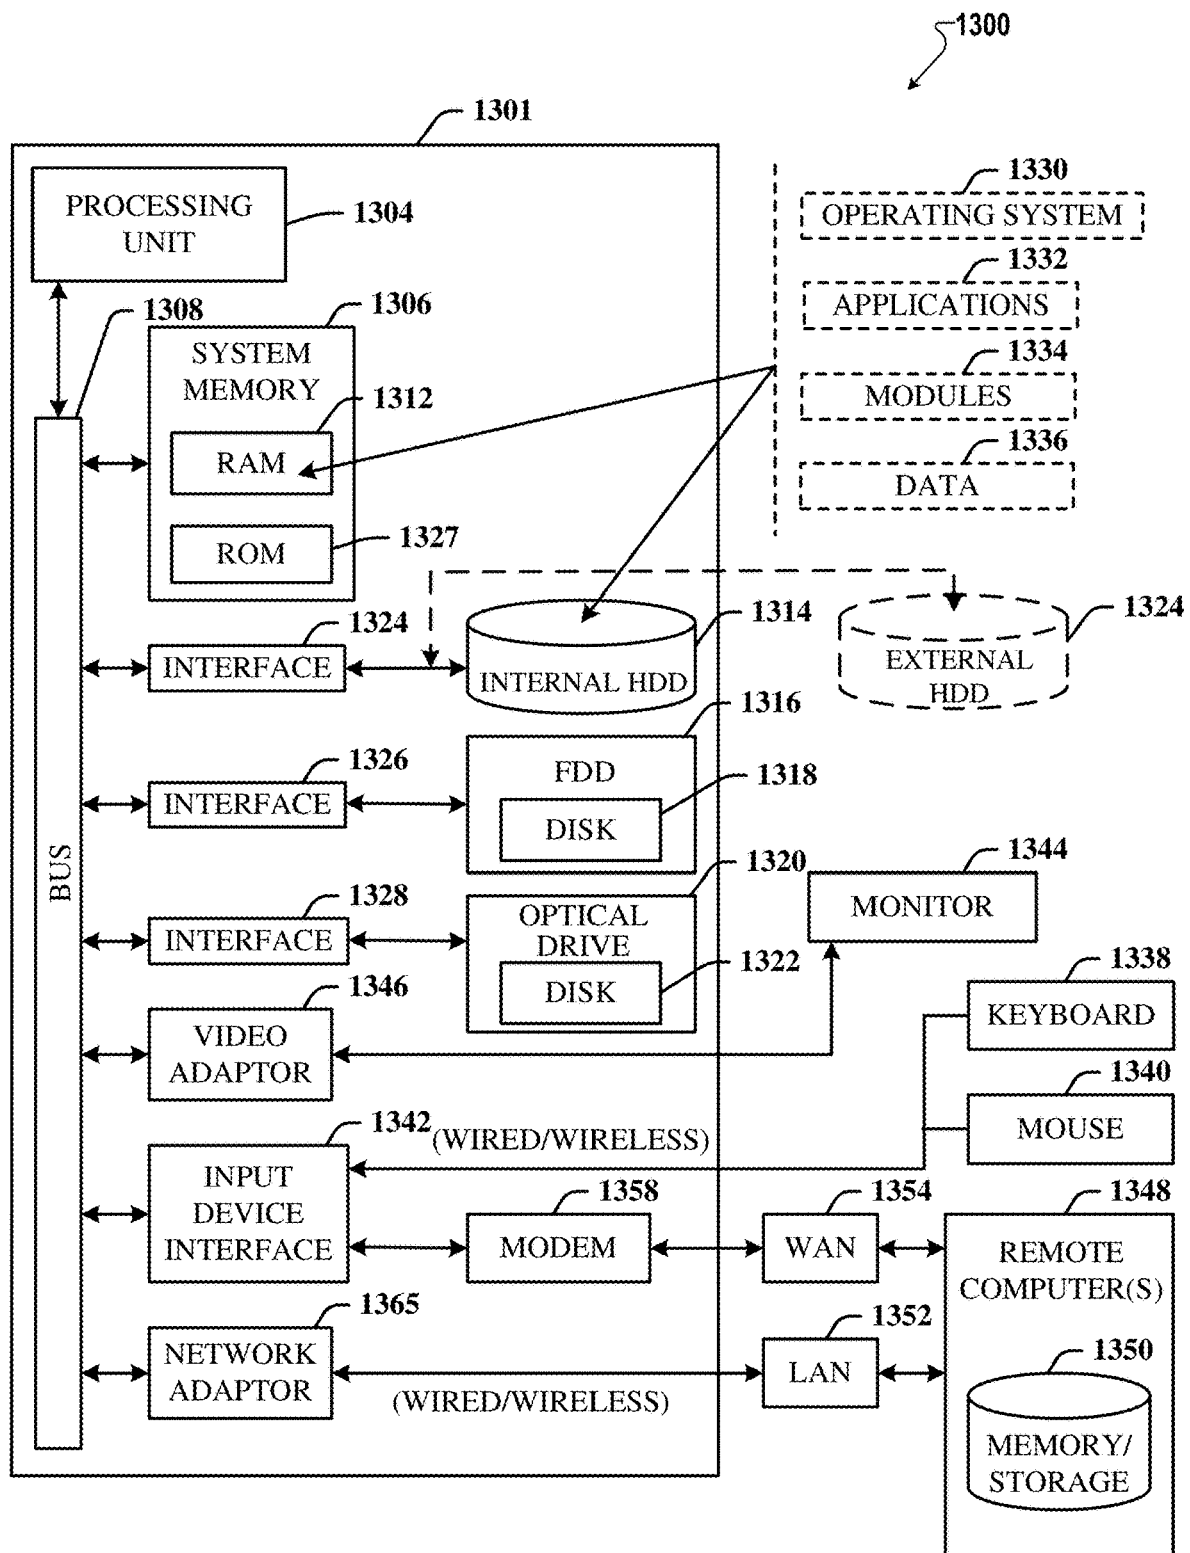 1300
1301
PROCESSING
UNIT
1304
1308
1306
SYSTEM
MEMORY
1312
RAM
ROM
1327
1330
OPERATING SYSTEM
1332
APPLICATIONS
1334
MODULES
1336
DATA
1324
INTERFACE
1314
INTERNAL HDD
1324
EXTERNAL
HDD
1326
INTERFACE
1316
FDD
1318
DISK
BUS
1328
INTERFACE
1320
OPTICAL
DRIVE
1322
DISK
1344
MONITOR
1346
VIDEO
ADAPTOR
1338
KEYBOARD
1340
MOUSE
1342
(WIRED/WIRELESS)
INPUT
DEVICE
INTERFACE
1358
MODEM
1354
WAN
1348
REMOTE
COMPUTER(S)
1365
NETWORK
ADAPTOR
(WIRED/WIRELESS)
1352
LAN
1350
MEMORY/
STORAGE